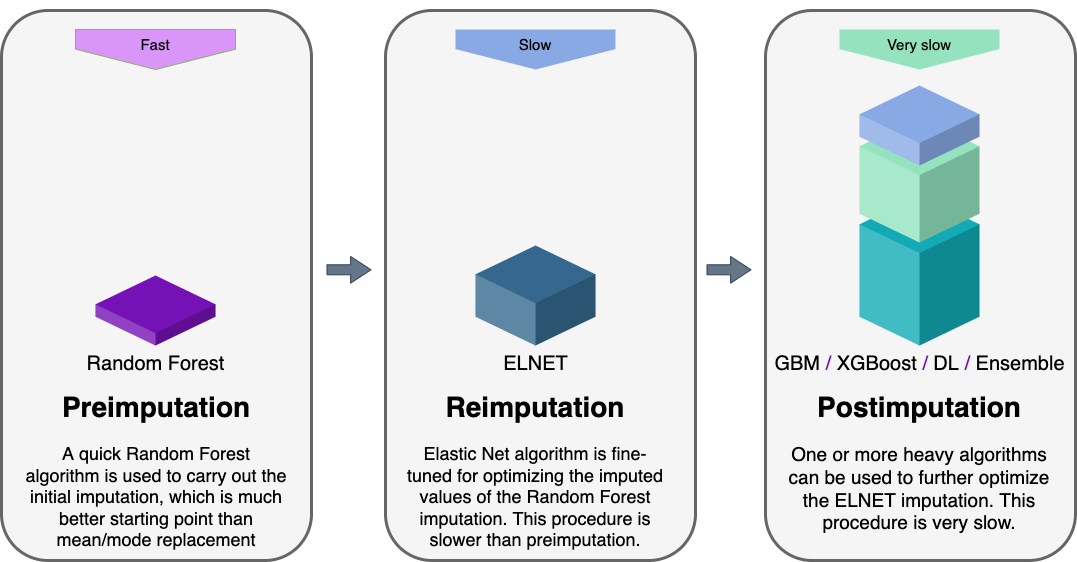 Fast
Random Forest
Preimputation
A quick Random Forest
algorithm is used to carry out the
initial imputation, which is much
better starting point than
mean/mode replacement
Slow
ELNET
Reimputation
Elastic Net algorithm is fine-
tuned for optimizing the imputed
values of the Random Forest
imputation. This procedure is
slower than preimputation.
Very slow
GBM / XGBoost / DL / Ensemble
Postimputation
One or more heavy algorithms
can be used to further optimize
the ELNET imputation. This
procedure is very slow.